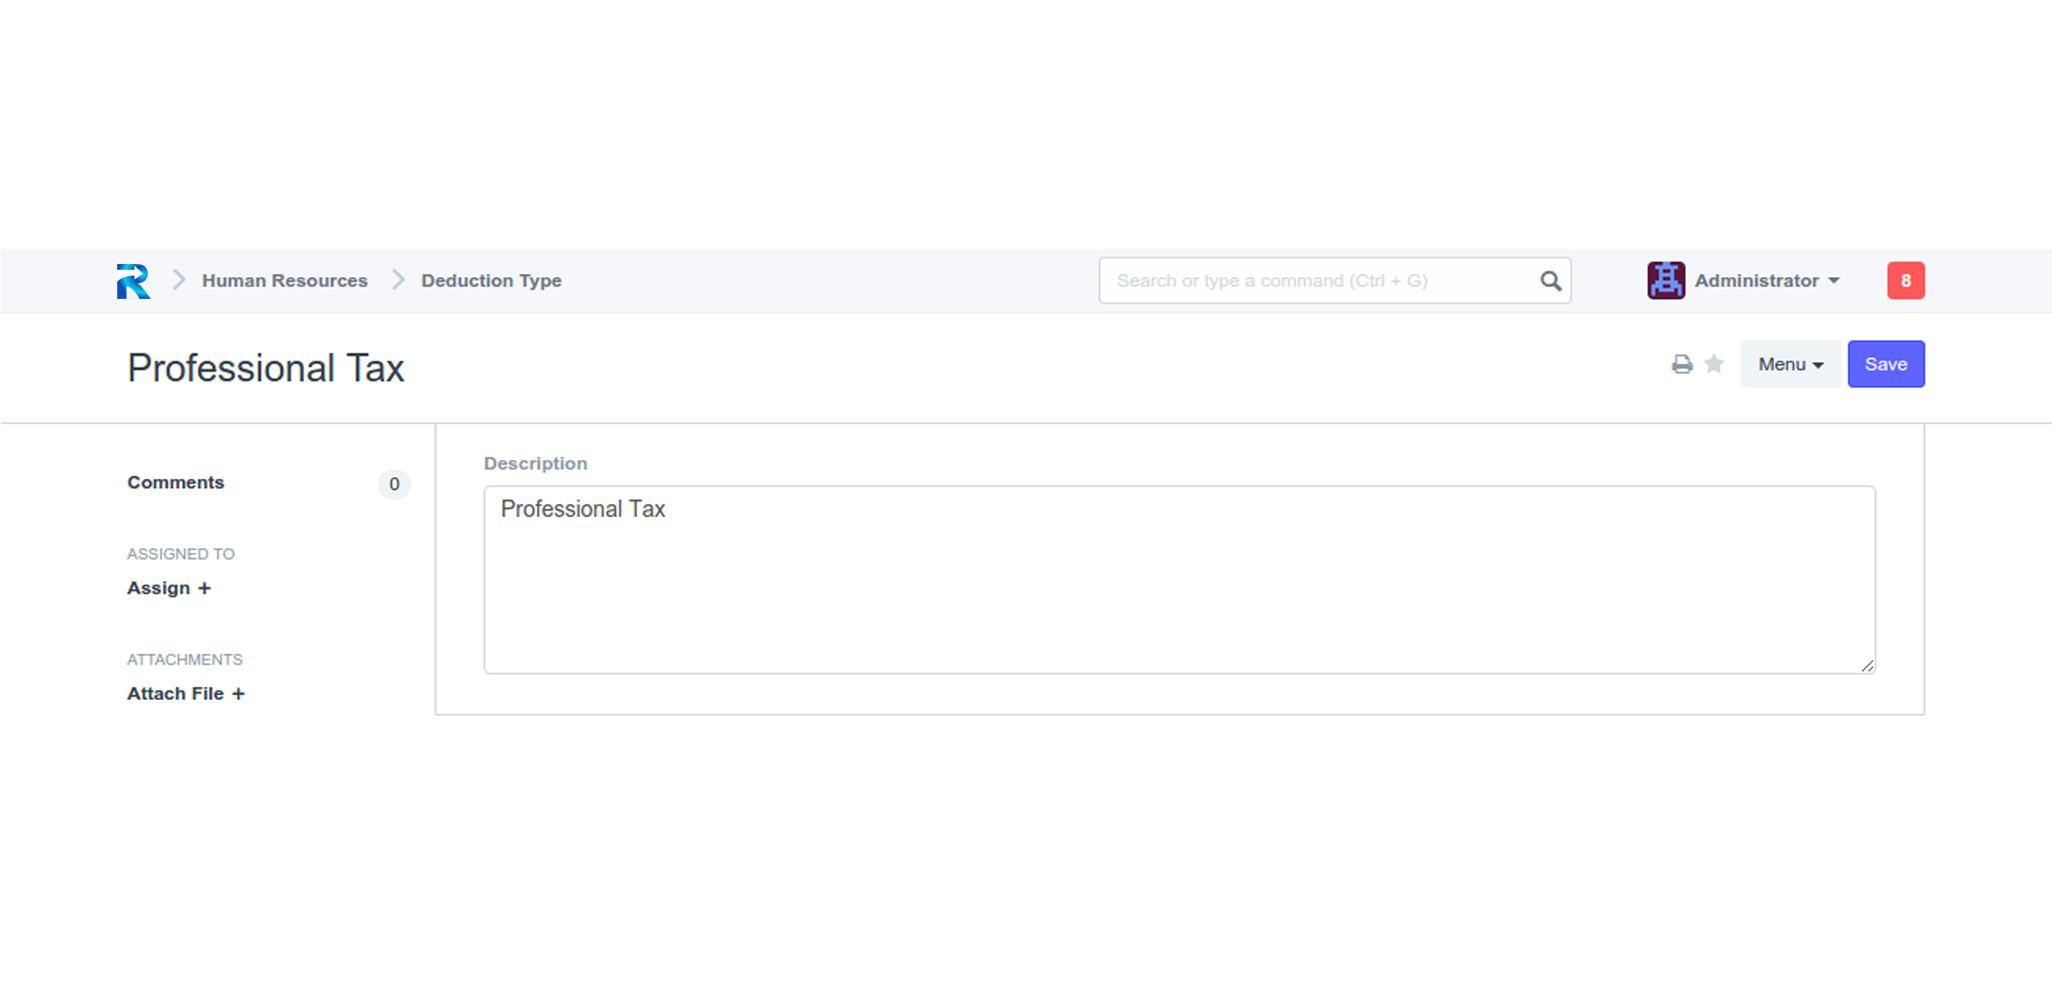 Human Resources
Deduction Type
Search or type a command (Ctrl + G)
Administrator
8
Professional Tax
Menu
Save
Comments
0
ASSIGNED TO
Assign +
ATTACHMENTS
Attach File +
Description
Professional Tax